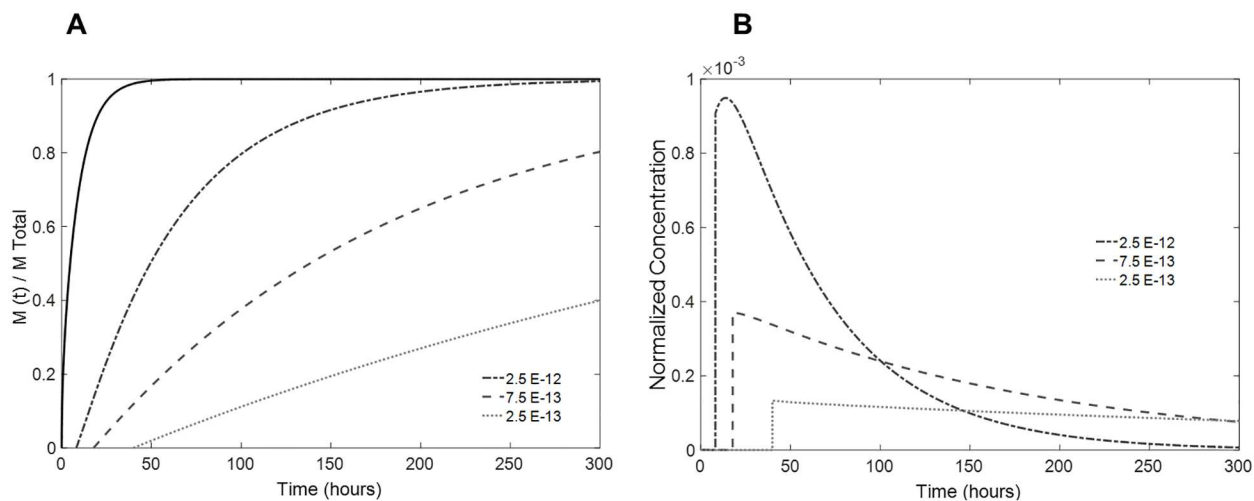 A
B
M (t) / M Total
1
0.8
0.6
0.4
0.2
0
0
50
100
150
200
250
300
Time (hours)
2.5 E-12
7.5 E-13
2.5 E-13
×10⁻³
Normalized Concentration
1
0.8
0.6
0.4
0.2
0
0
50
100
150
200
250
300
Time (hours)
2.5 E-12
7.5 E-13
2.5 E-13